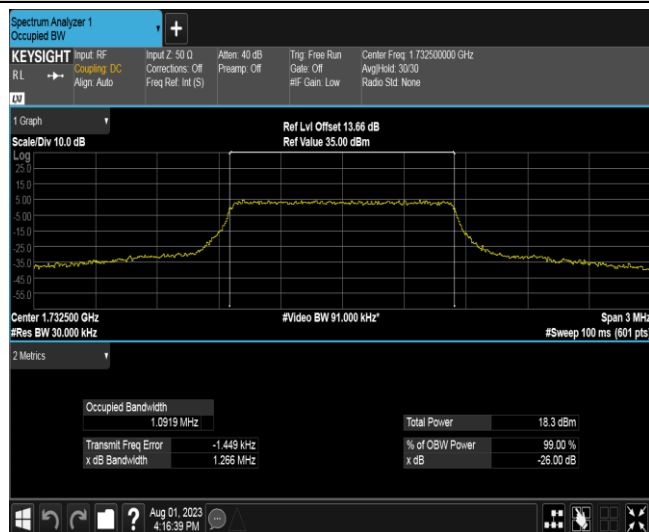 Spectrum Analyzer 1
Occupied BW
KEYSIGHT
RL
Input: RF
Coupling: DC
Align: Auto
Input Z: 50 Ω
Corrections: Off
Freq Ref: Int (S)
Atten: 40 dB
Preamp: Off
Trig: Free Run
Gate: Off
#IF Gain: Low
Center Freq: 1.732500000 GHz
Avg|Hold: 30/30
Radio Std: None
1 Graph
Scale/Div 10.0 dB
Ref Lvl Offset 13.66 dB
Ref Value 35.00 dBm
Log
25.0
15.0
5.00
-5.00
-15.0
-25.0
-35.0
-45.0
-55.0
Center 1.732500 GHz
#Video BW 91.000 kHz*
Span 3 MHz
#Res BW 30.000 kHz
#Sweep 100 ms (601 pts)
2 Metrics
Occupied Bandwidth
1.0919 MHz
Total Power 18.3 dBm
Transmit Freq Error -1.449 kHz
% of OBW Power 99.00 %
x dB Bandwidth 1.266 MHz
x dB -26.00 dB
Aug 01, 2023
4:16:39 PM